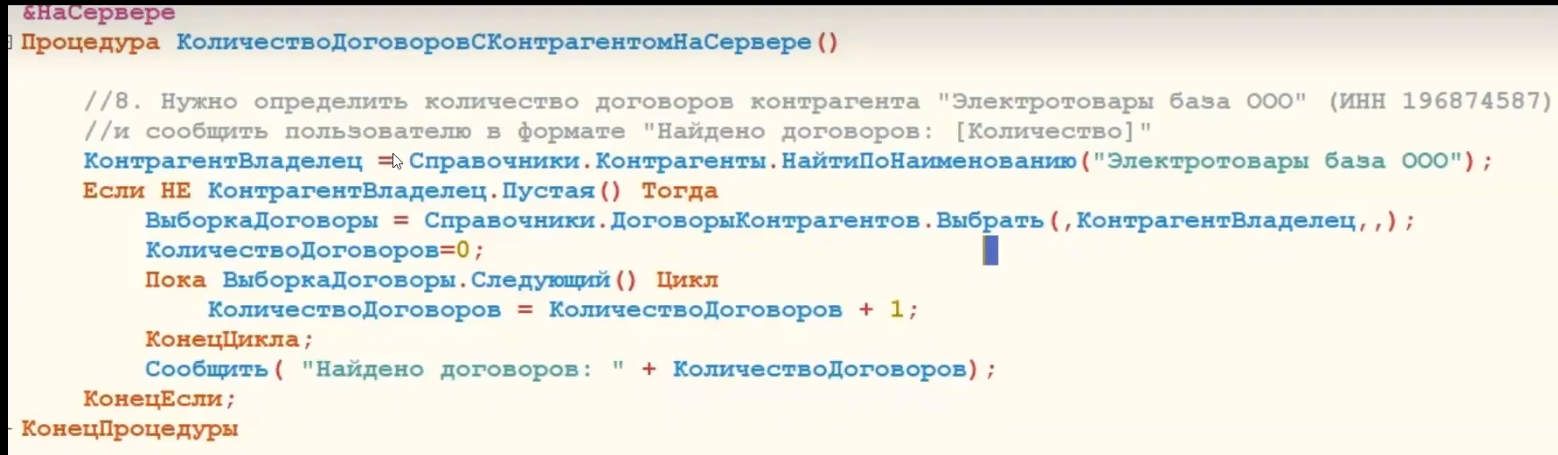 &НаСервере
Процедура КоличествоДоговоровСКонтрагентомНаСервере()
//8. Нужно определить количество договоров контрагента "Электротовары база ООО" (ИНН 196874587)
//и сообщить пользователю в формате "Найдено договоров: [Количество]"
КонтрагентВладелец = Справочники.Контрагенты.НайтиПоНаименованию("Электротовары база ООО");
Если НЕ КонтрагентВладелец.Пустая() Тогда
ВыборкаДоговоры = Справочники.ДоговорыКонтрагентов.Выбрать(,КонтрагентВладелец,,);
КоличествоДоговоров=0;
Пока ВыборкаДоговоры.Следующий() Цикл
КоличествоДоговоров = КоличествоДоговоров + 1;
КонецЦикла;
Сообщить( "Найдено договоров: " + КоличествоДоговоров);
КонецЕсли;
КонецПроцедуры